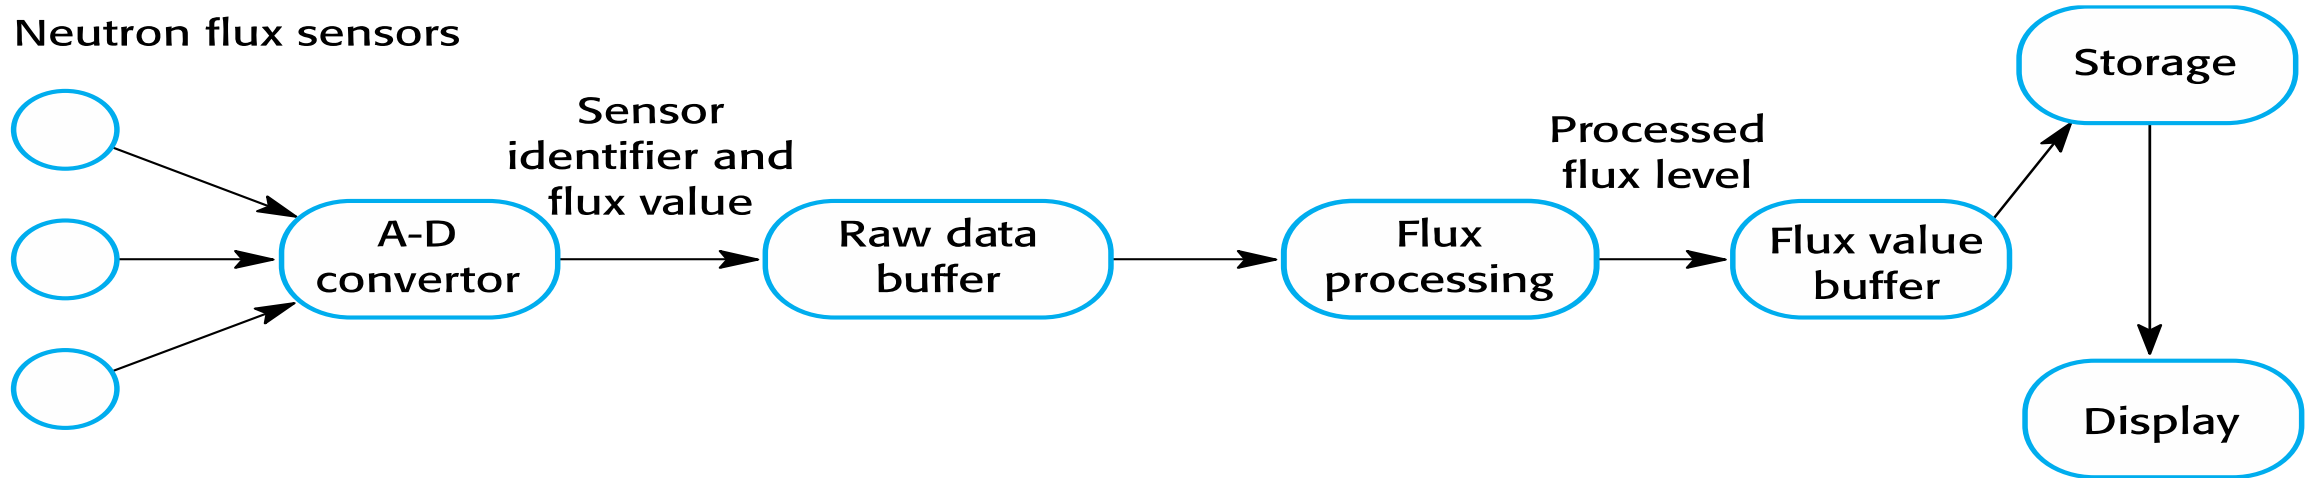 Neutron flux sensors
A-D
convertor
Sensor
identifier and
flux value
Raw data
buffer
Flux
processing
Processed
flux level
Flux value
buffer
Storage
Display